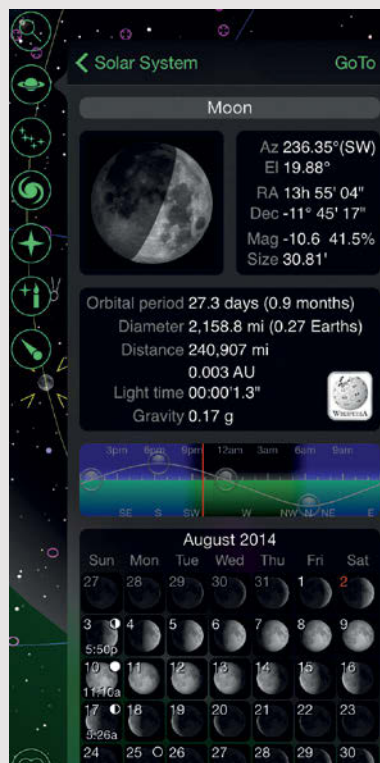 Solar System GoTo
Moon
Az 236.35°(SW)
El 19.88°
RA 13h 55' 04"
Dec -11° 45' 17"
Mag -10.6 41.5%
Size 30.81'
Orbital period 27.3 days (0.9 months)
Diameter 2,158.8 mi (0.27 Earths)
Distance 240,907 mi
0.003 AU
Light time 00:00'1.3"
Gravity 0.17 g
WIKIPEDIA
3pm 6pm 9pm 12am 3am 6am 9am
SE S SW W NW N NE E
August 2014
Sun Mon Tue Wed Thu Fri Sat
27 28 29 30 31 1 2
3 4 5 6 7 8 9
5:50p
10 11 12 13 14 15 16
11:10a
17 18 19 20 21 22 23
9:26a
24 25 26 27 28 29 30